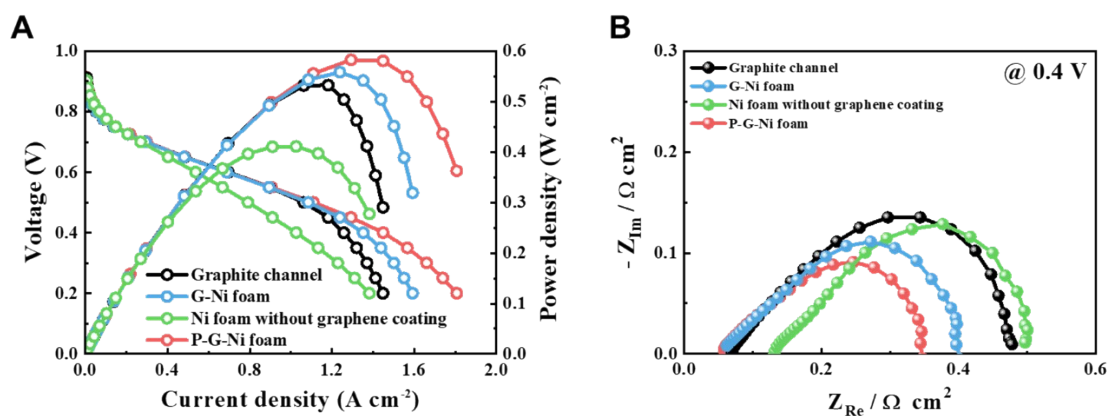 A
Voltage (V)
1.0
0.8
0.6
0.4
0.2
0.0
0.0
0.4
0.8
1.2
1.6
2.0
Current density (A cm-2)
0.6
0.5
0.4
0.3
0.2
0.1
0.0
Power density (W cm-2)
Graphite channel
G-Ni foam
Ni foam without graphene coating
P-G-Ni foam
B
- ZIm / Ω cm2
0.3
0.2
0.1
0.0
0.0
0.2
0.4
0.6
ZRe / Ω cm2
Graphite channel
G-Ni foam
Ni foam without graphene coating
P-G-Ni foam
@ 0.4 V